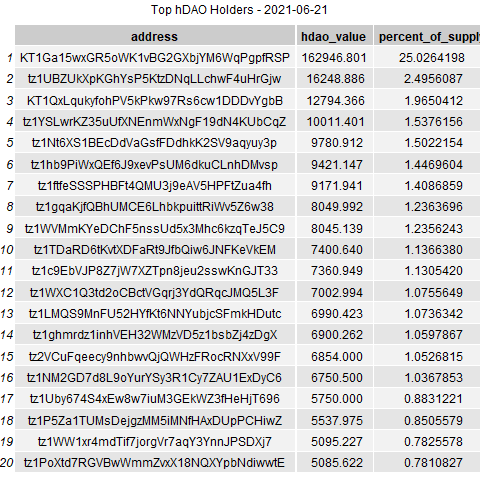 Top hDAO Holders - 2021-06-21
address hdao_value percent_of_supply
1 KT1Ga15wxGR5oWK1vBG2GXbjYM6WqPgpfRSP 162946.801 25.0264198
2 tz1UBZUkXpKGhYsP5KtzDNqLLchwF4uHrGjw 16248.886 2.4956087
3 KT1QxLqukyfohPV5kPkw97Rs6cw1DDDvYgbB 12794.366 1.9650412
4 tz1YSLwrKZ35uUfXNEnmWxNgF19dN4KUbCqZ 10011.401 1.5376156
5 tz1Nt6XS1BEcDdVaGsfFDdhkK2SV9aqyuy3p 9780.912 1.5022154
6 tz1hb9PiWxQEf6J9xevPsUM6dkuCLnhDMvsp 9421.147 1.4469604
7 tz1ftfeSSSPHBFt4QMU3j9eAV5HPFtZua4fh 9171.941 1.4086859
8 tz1gqaKjfQBhUMCE6LhbkpuittRiWv5Z6w38 8049.992 1.2363696
9 tz1WVMmKYeDChF5nssUd5x3Mhc6kzqTeJ5C9 8045.139 1.2356243
10 tz1TDaRD6tKvtXDFaRt9JfbQiw6JNFKeVkEM 7400.640 1.1366380
11 tz1c9EbVJP8Z7jW7XZTpn8jeu2sswKnGJT33 7360.949 1.1305420
12 tz1WXC1Q3td2oCBctVGqrj3YdQRqcJMQ5L3F 7002.994 1.0755649
13 tz1LMQS9MnFU52HYfKt6NNYubjcSFmkHDutc 6990.423 1.0736342
14 tz1ghmrdz1inhVEH32WMzVD5z1bsbZj4zDgX 6900.262 1.0597867
15 tz2VCuFqeecy9nhbwvQjQWHzFRocRNXxV99F 6854.000 1.0526815
16 tz1NM2GD7d8L9oYurYSy3R1Cy7ZAU1ExDyC6 6750.500 1.0367853
17 tz1Uby674S4xEw8w7iuM3GEkWZ3fHeHjT696 5750.000 0.8831221
18 tz1P5Za1TUMsDejgzMM5iMNfHAxDUpPCHiwZ 5537.975 0.8505579
19 tz1WW1xr4mdTif7jorgVr7aqY3YnnJPSDXj7 5095.227 0.7825578
20 tz1PoXtd7RGVBwWmmZvxX18NQXYpbNdiwwtE 5085.622 0.7810827